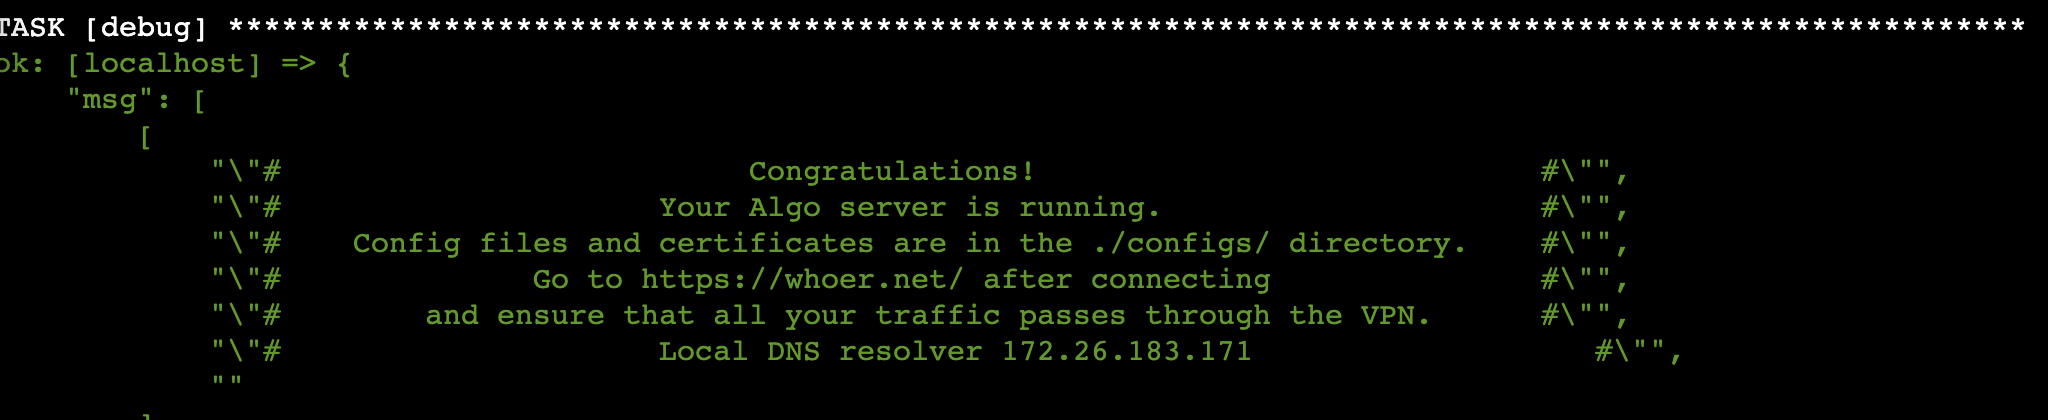 TASK [debug] ****************************************************************************************************
ok: [localhost] => {
"msg": [
[
"\"# Congratulations! #\"",
"\"# Your Algo server is running. #\"",
"\"# Config files and certificates are in the ./configs/ directory. #\"",
"\"# Go to https://whoer.net/ after connecting #\"",
"\"# and ensure that all your traffic passes through the VPN. #\"",
"\"# Local DNS resolver 172.26.183.171 #\"",
""